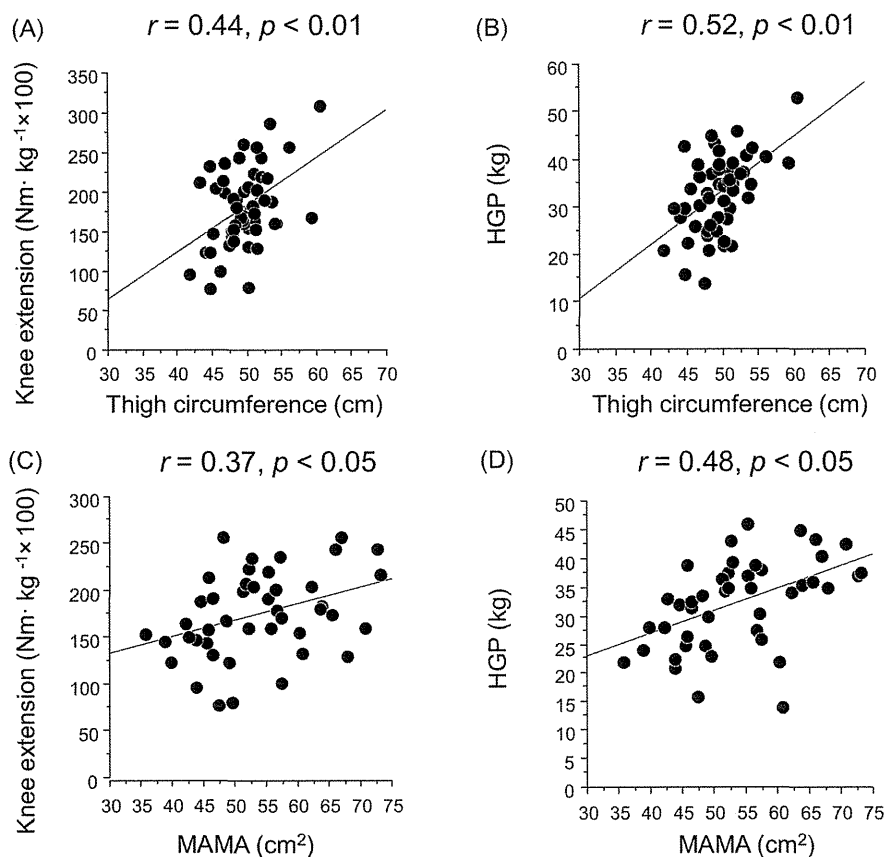 (A)
r = 0.44, p < 0.01
Knee extension (Nm· kg ⁻¹×100)
350
300
250
200
150
100
50
0
30 35 40 45 50 55 60 65 70
Thigh circumference (cm)
(B)
r = 0.52, p < 0.01
HGP (kg)
60
50
40
30
20
10
0
30 35 40 45 50 55 60 65 70
Thigh circumference (cm)
(C)
r = 0.37, p < 0.05
Knee extension (Nm· kg ⁻¹×100)
300
250
200
150
100
50
0
30 35 40 45 50 55 60 65 70 75
MAMA (cm²)
(D)
r = 0.48, p < 0.05
HGP (kg)
50
45
40
35
30
25
20
15
10
5
0
30 35 40 45 50 55 60 65 70 75
MAMA (cm²)